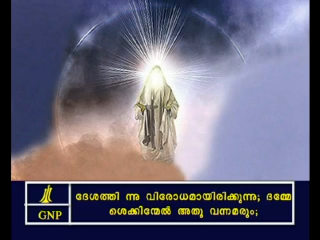 ദേശത്തി ന്നു വിരോധമായിരിക്കുന്നു; ദമ്മേ
ശെക്കിന്മേൽ അതു വന്നമരും;
GNP